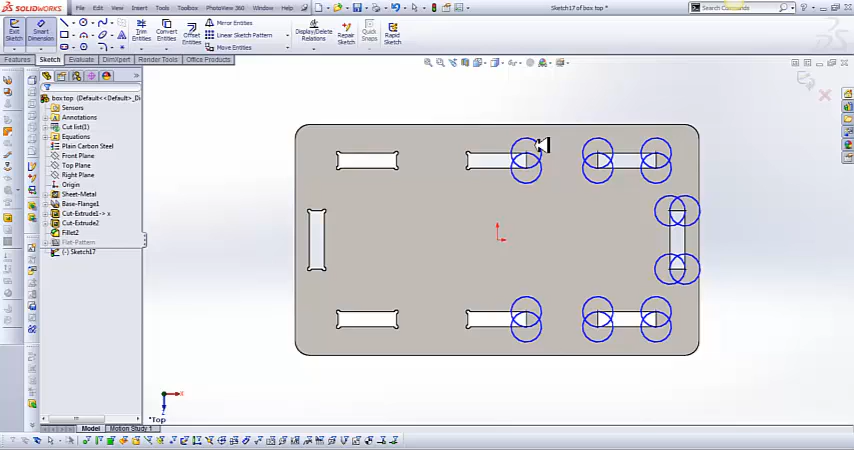 SOLIDWORKS File Edit View Insert Tools Toolbox PhotoView 360 Window Help Sketch17 of box top * Search Commands
Exit Sketch
Smart Dimension
Trim Entities
Convert Entities
Offset Entities
Mirror Entities
Linear Sketch Pattern
Move Entities
Display/Delete Relations
Repair Sketch
Quick Snaps
Rapid Sketch
Features Sketch Evaluate DimXpert Render Tools Office Products
box top (Default<<Default>_Di
Sensors
Annotations
Cut list(1)
Equations
Plain Carbon Steel
Front Plane
Top Plane
Right Plane
Origin
Sheet-Metal
Base-Flange1
Cut-Extrude1-> x
Cut-Extrude2
Fillet2
Flat-Pattern
(-) Sketch17
X
Z
*Top
Model Motion Study 1